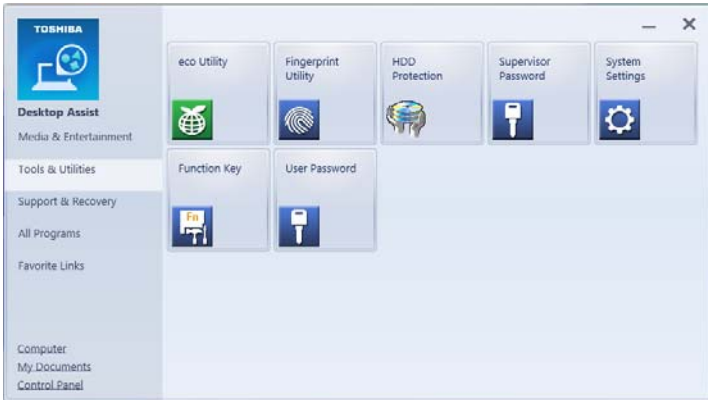 TOSHIBA
Desktop Assist
Media & Entertainment
Tools & Utilities
Support & Recovery
All Programs
Favorite Links
Computer
My Documents
Control Panel
eco Utility
Fingerprint
Utility
HDD
Protection
Supervisor
Password
System
Settings
Function Key
Fn
User Password